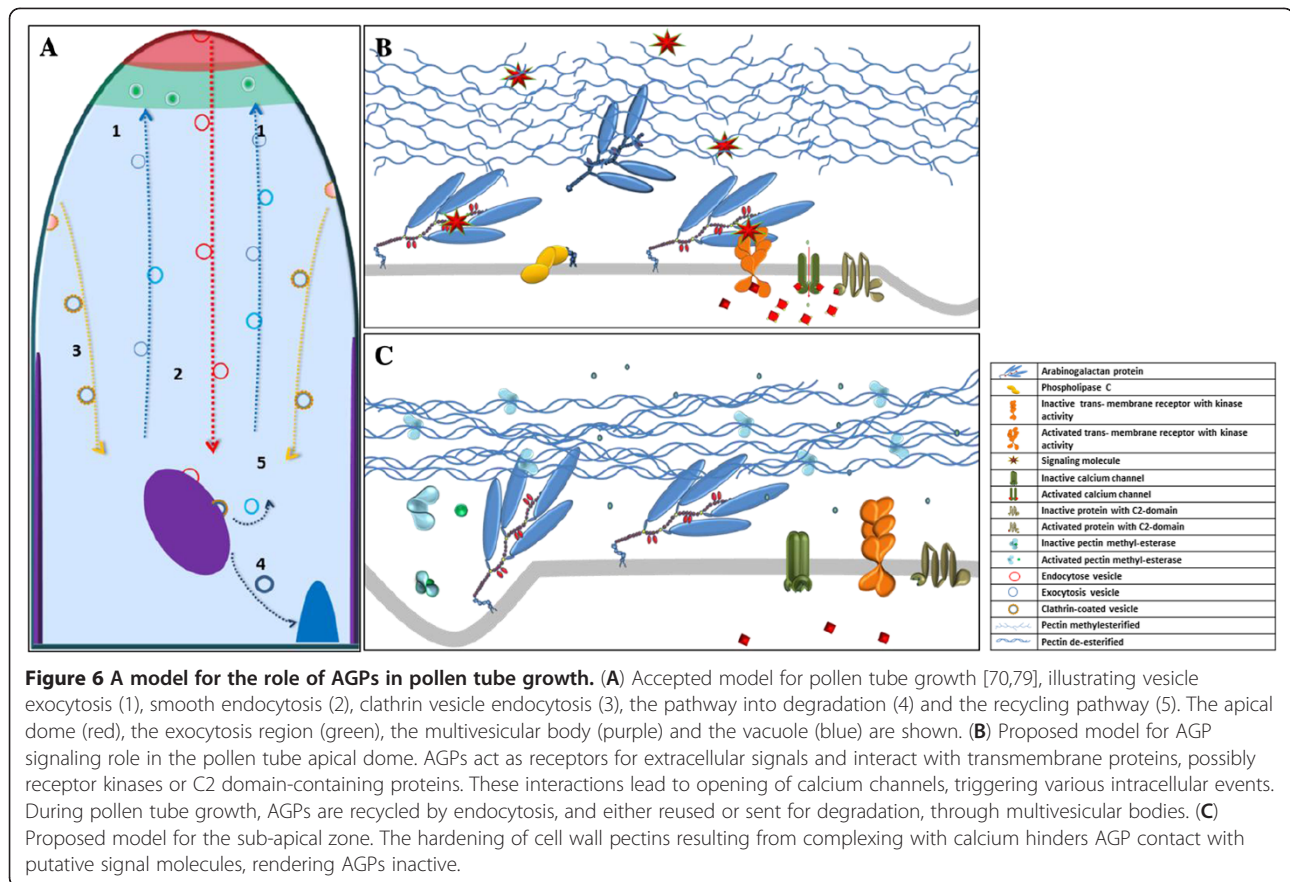 A
1
1
3
2
5
4
B
C
Arabinogalactan protein
Phospholipase C
Inactive trans- membrane receptor with kinase
activity
Activated trans- membrane receptor with kinase
activity
Signaling molecule
Inactive calcium channel
Activated calcium channel
Inactive protein with C2-domain
Activated protein with C2-domain
Inactive pectin methyl-esterase
Activated pectin methyl-esterase
Endocytose vesicle
Exocytosis vesicle
Clathrin-coated vesicle
Pectin methylesterified
Pectin de-esterified
Figure 6 A model for the role of AGPs in pollen tube growth. (A) Accepted model for pollen tube growth [70,79], illustrating vesicle
exocytosis (1), smooth endocytosis (2), clathrin vesicle endocytosis (3), the pathway into degradation (4) and the recycling pathway (5). The apical
dome (red), the exocytosis region (green), the multivesicular body (purple) and the vacuole (blue) are shown. (B) Proposed model for AGP
signaling role in the pollen tube apical dome. AGPs act as receptors for extracellular signals and interact with transmembrane proteins, possibly
receptor kinases or C2 domain-containing proteins. These interactions lead to opening of calcium channels, triggering various intracellular events.
During pollen tube growth, AGPs are recycled by endocytosis, and either reused or sent for degradation, through multivesicular bodies. (C)
Proposed model for the sub-apical zone. The hardening of cell wall pectins resulting from complexing with calcium hinders AGP contact with
putative signal molecules, rendering AGPs inactive.